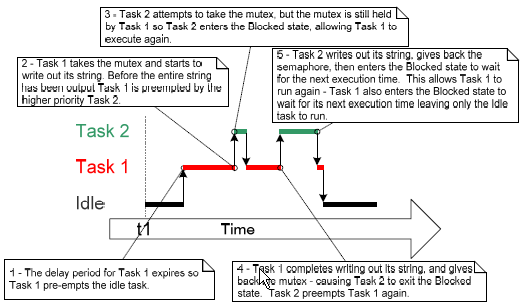 3 - Task 2 attempts to take the mutex, but the mutex is still held
by Task 1 so Task 2 enters the Blocked state, allowing Task 1 to
execute again.
2 - Task 1 takes the mutex and starts to
write out its string. Before the entire string
has been output Task 1 is preempted by the
higher priority Task 2.
5 - Task 2 writes out its string, gives back the
semaphore, then enters the Blocked state to wait
for the next execution time. This allows Task 1 to
run again - Task 1 also enters the Blocked state to
wait for its next execution time leaving only the Idle
task to run.
Task 2
Task 1
Idle
t1
Time
1 - The delay period for Task 1 expires so
Task 1 pre-empts the idle task.
4 - Task 1 completes writing out its string, and gives
back the mutex - causing Task 2 to exit the Blocked
state. Task 2 preempts Task 1 again.